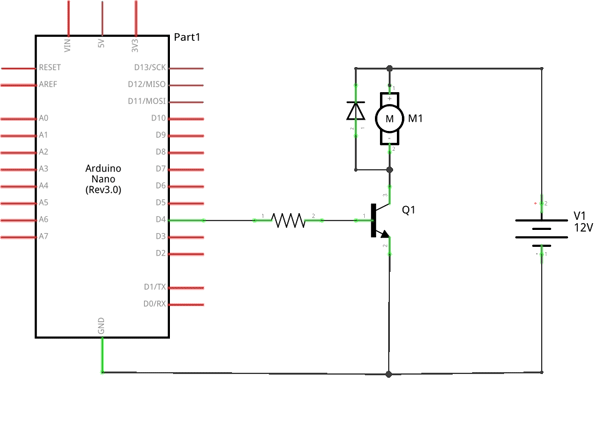 VIN
5V
3V3
Part1
RESET
D13/SCK
AREF
D12/MISO
D11/MOSI
A0
D10
A1
D9
A2
D8
A3
D7
A4
D6
A5
D5
A6
D4
A7
D3
D2
D1/TX
D0/RX
GND
Arduino
Nano
(Rev3.0)
1
2
M
M1
Q1
V1
12V